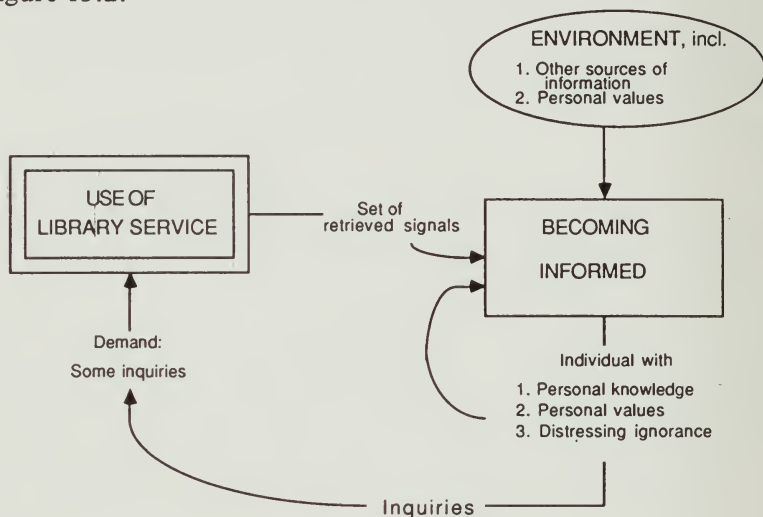 ENVIRONMENT, incl.
1. Other sources of
information
2. Personal values
USE OF
LIBRARY SERVICE
Set of
retrieved signals
BECOMING
INFORMED
Demand:
Some inquiries
Individual with
1. Personal knowledge
2. Personal values
3. Distressing ignorance
Inquiries